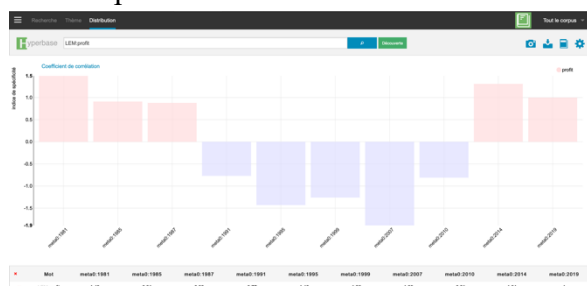 Recherche Thème Distribution Tout le corpus
Hyperbase LEM:profit Découverte
Coefficient de corrélation
profit
Indice de spécificité
1.5
1.0
0.5
0.0
-0.5
-1.0
-1.5
-1.9
meta0:1981 meta0:1985 meta0:1987 meta0:1991 meta0:1995 meta0:1999 meta0:2007 meta0:2010 meta0:2014 meta0:2019
Mot meta0:1981 meta0:1985 meta0:1987 meta0:1991 meta0:1995 meta0:1999 meta0:2007 meta0:2010 meta0:2014 meta0:2019